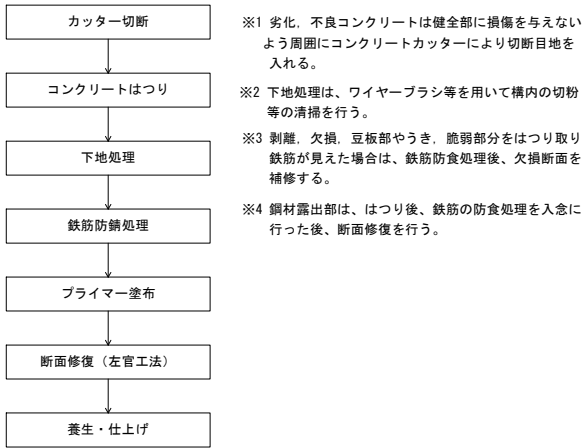 カッター切断
コンクリートはつり
下地処理
鉄筋防錆処理
プライマー塗布
断面修復（左官工法）
養生・仕上げ
※1 劣化，不良コンクリートは健全部に損傷を与えない
よう周囲にコンクリートカッターにより切断目地を
入れる。
※2 下地処理は、ワイヤーブラシ等を用いて構内の切粉
等の清掃を行う。
※3 剥離，欠損，豆板部やうき，脆弱部分をはつり取り
鉄筋が見えた場合は、鉄筋防食処理後、欠損断面を
補修する。
※4 鋼材露出部は、はつり後、鉄筋の防食処理を入念に
行った後、断面修復を行う。